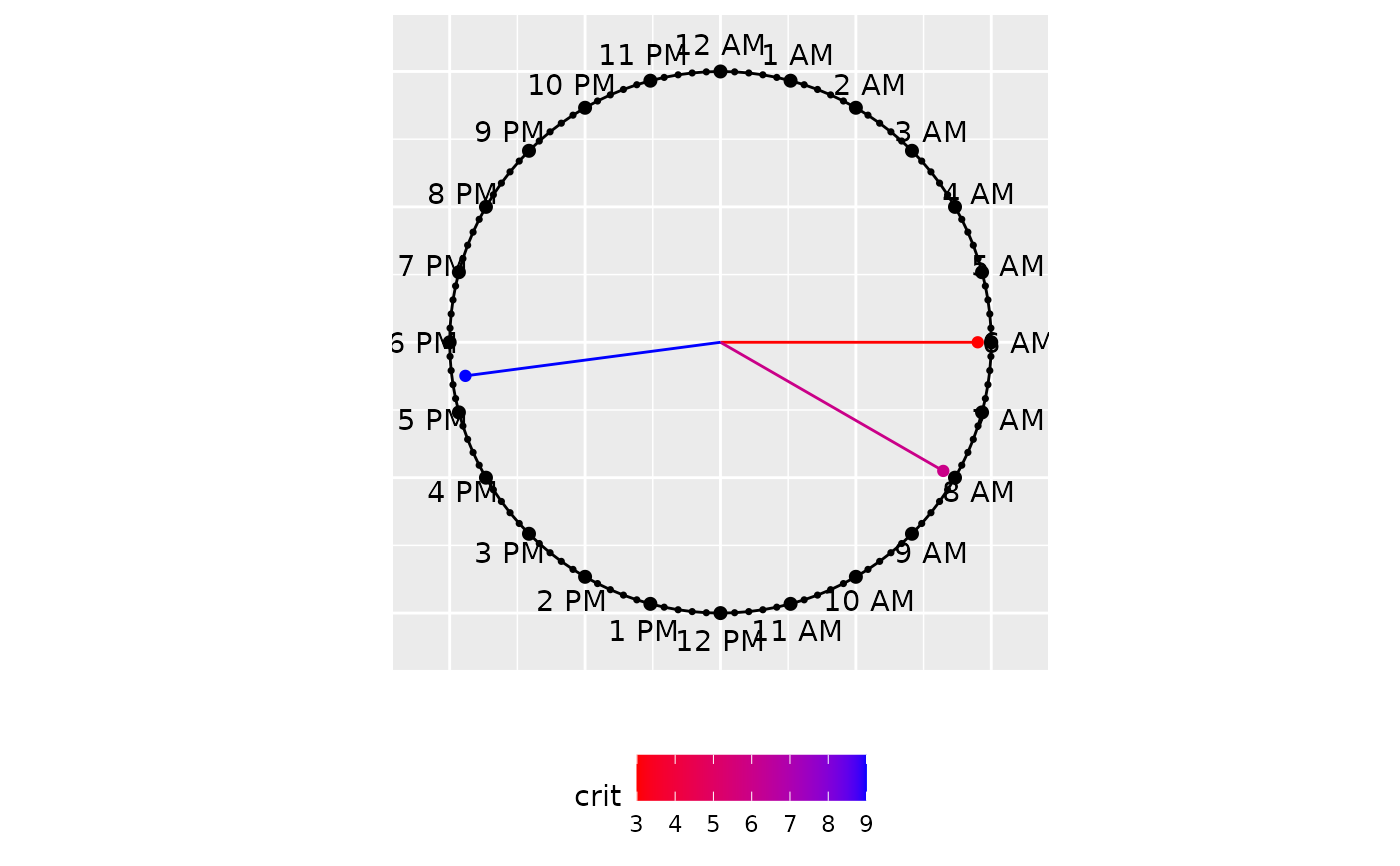 12 AM
11 PM
1 AM
10 PM
2 AM
9 PM
3 AM
8 PM
4 AM
7 PM
5 AM
6 PM
6 AM
5 PM
AM
4 PM
8 AM
3 PM
9 AM
2 PM
10 AM
1 PM
11 AM
12 PM
crit
3 4 5 6 7 8 9